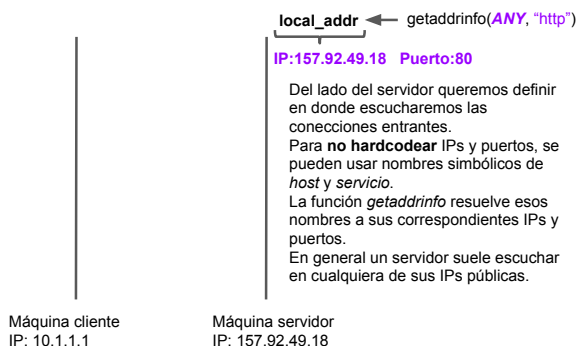 local_addr getaddrinfo(ANY, “http”)
IP:157.92.49.18 Puerto:80
Del lado del servidor queremos definir
en donde escucharemos las
conecciones entrantes.
Para no hardcodear IPs y puertos, se
pueden usar nombres simbólicos de
host y servicio.
La función getaddrinfo resuelve esos
nombres a sus correspondientes IPs y
puertos.
En general un servidor suele escuchar
en cualquiera de sus IPs públicas.
Máquina cliente
IP: 10.1.1.1
Máquina servidor
IP: 157.92.49.18